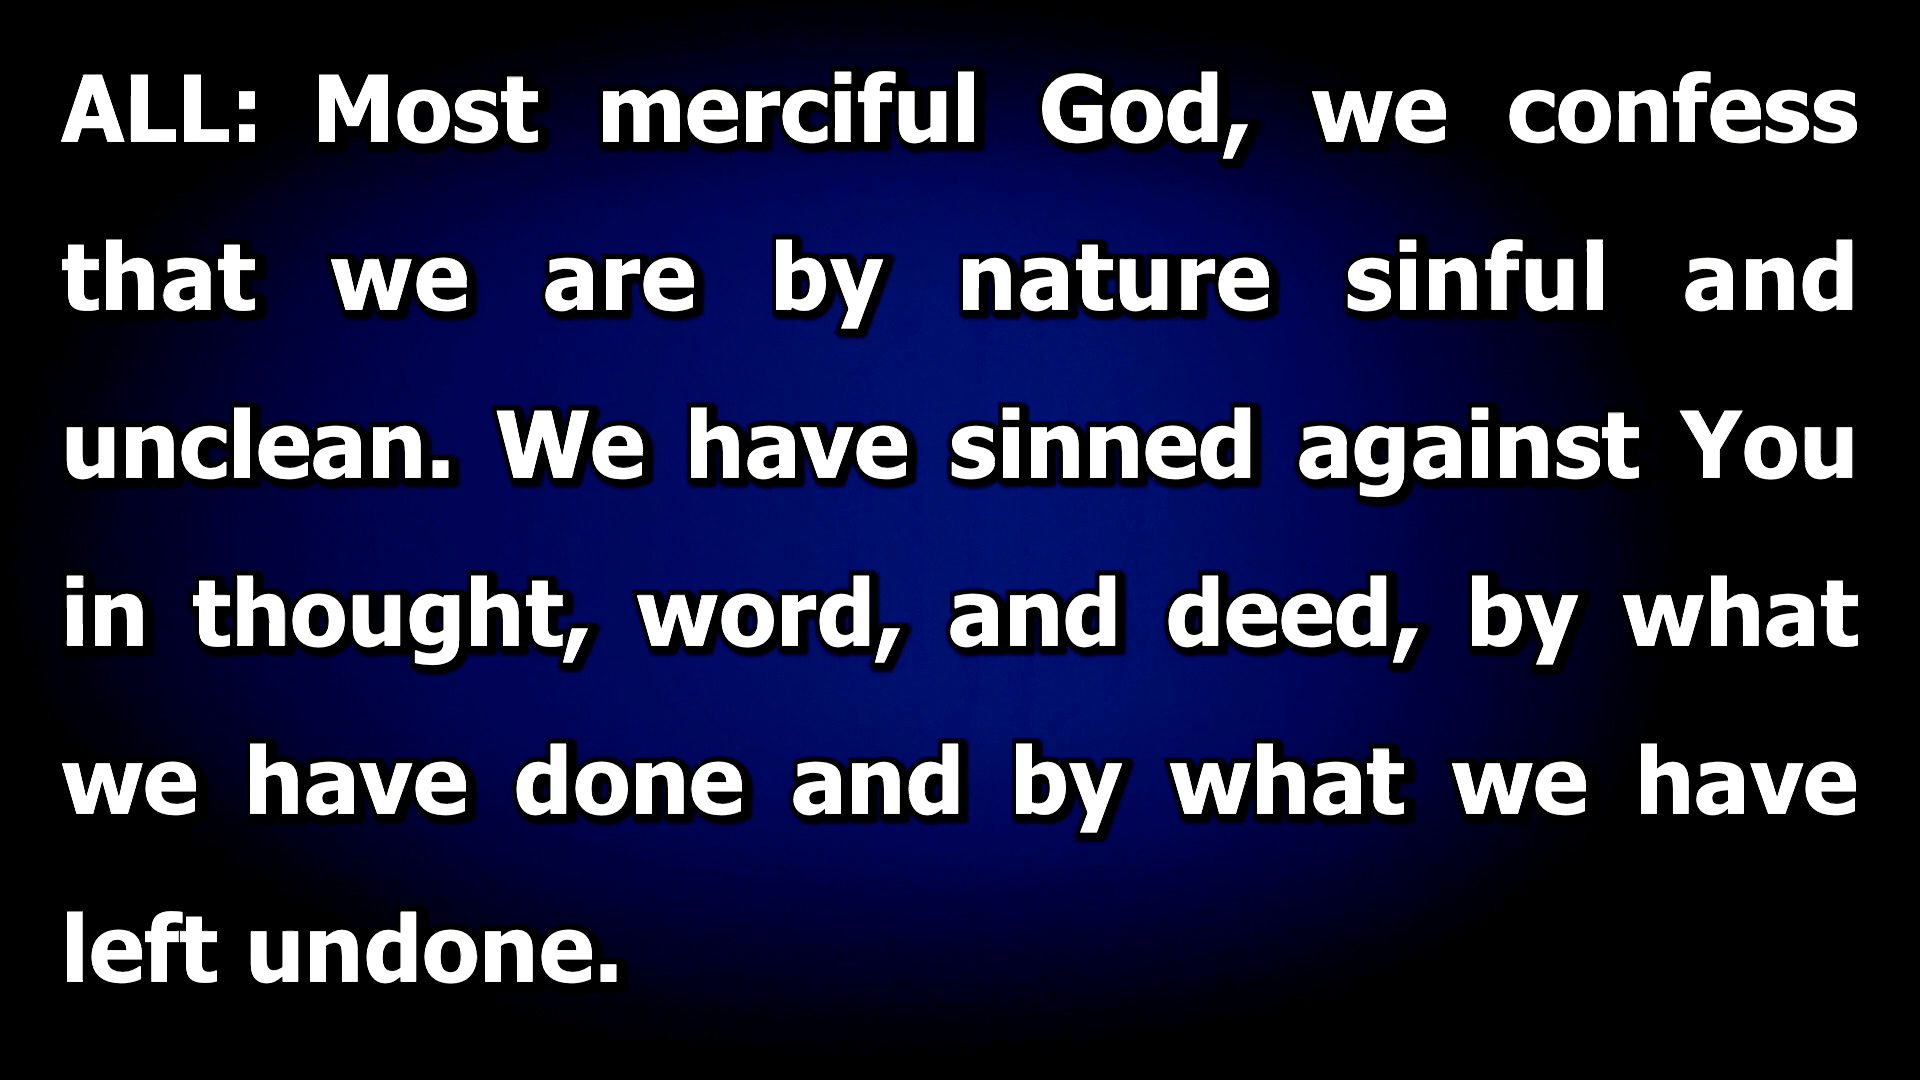 ALL: Most merciful God, we confess
that we are by nature sinful and
unclean. We have sinned against You
in thought, word, and deed, by what
we have done and by what we have
left undone.